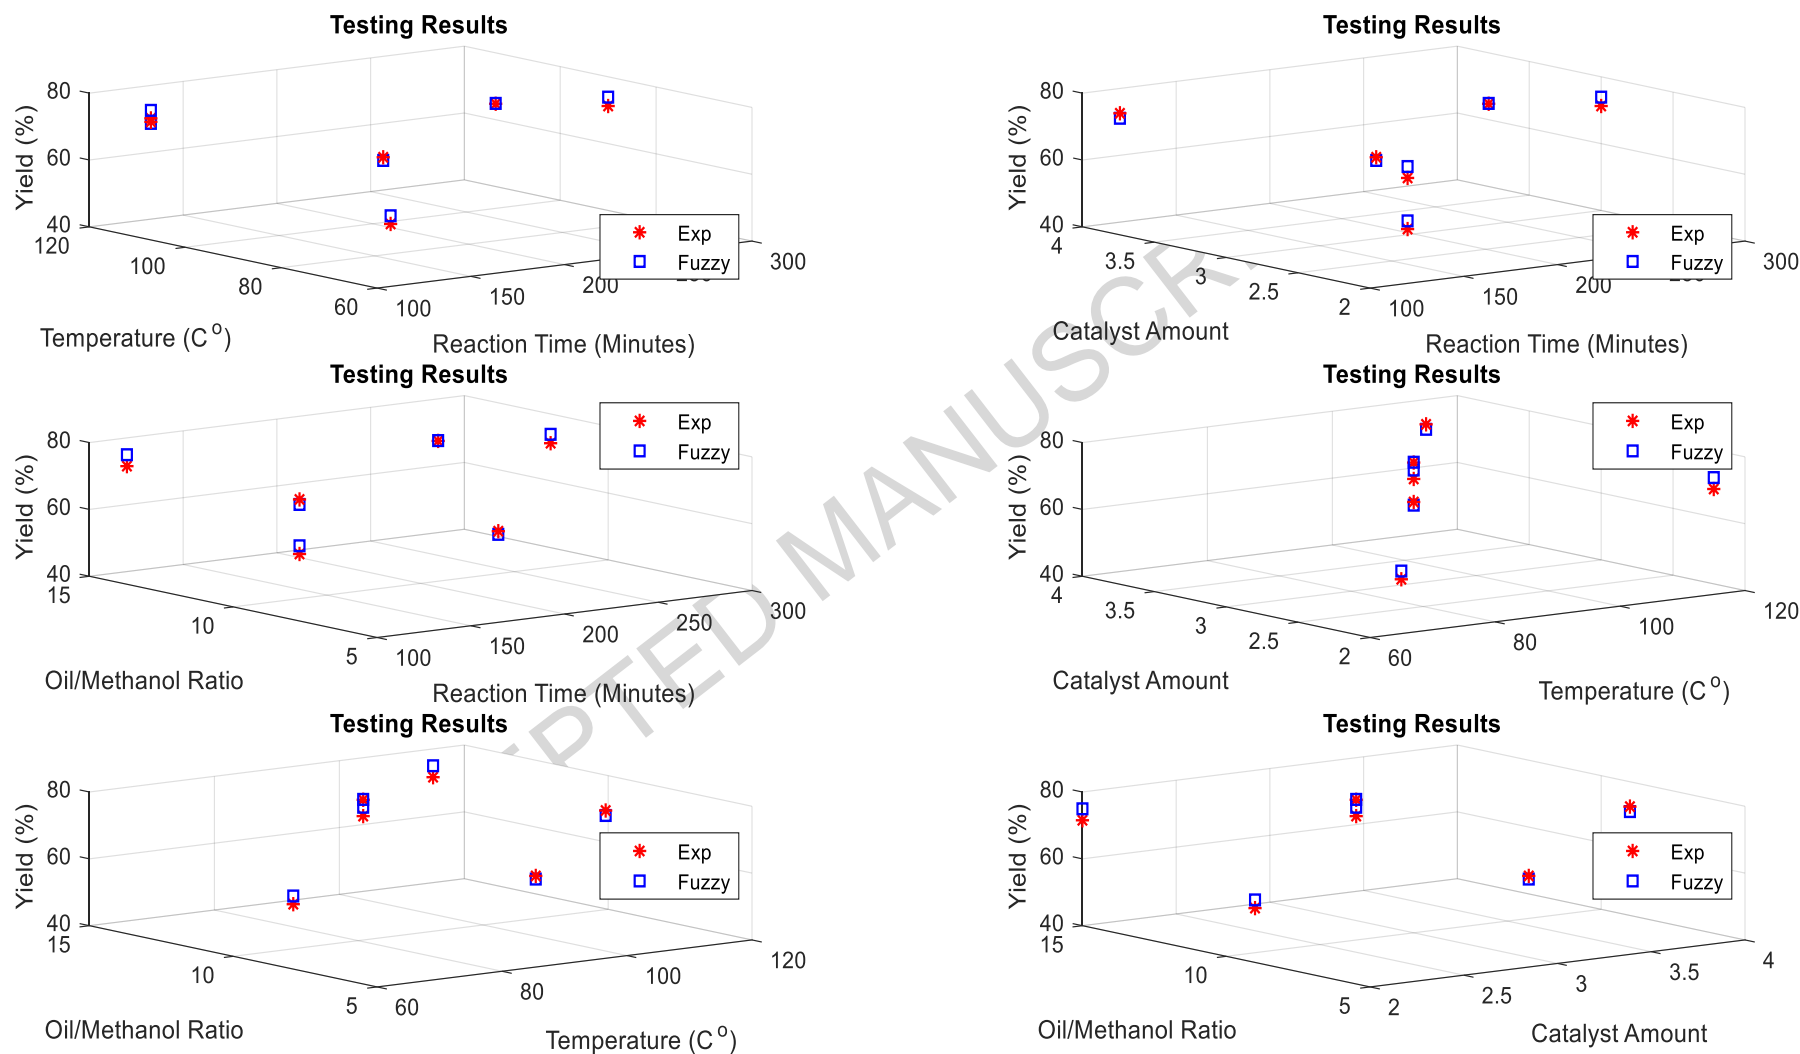 Testing Results
80
60
40
Yield (%)
120
100
80
60
Temperature (C o)
100
150
200
300
Reaction Time (Minutes)
Exp
Fuzzy
Testing Results
80
60
40
Yield (%)
4
3.5
3
2.5
2
Catalyst Amount
100
150
200
300
Reaction Time (Minutes)
Exp
Fuzzy
Testing Results
80
60
40
Yield (%)
15
10
5
Oil/Methanol Ratio
100
150
200
250
300
Reaction Time (Minutes)
Exp
Fuzzy
Testing Results
80
60
40
Yield (%)
4
3.5
3
2.5
2
Catalyst Amount
60
80
100
120
Temperature (C o)
Exp
Fuzzy
Testing Results
80
60
40
Yield (%)
15
10
5
Oil/Methanol Ratio
60
80
100
120
Temperature (C o)
Exp
Fuzzy
Testing Results
80
60
40
Yield (%)
15
10
5
Oil/Methanol Ratio
2
2.5
3
3.5
4
Catalyst Amount
Exp
Fuzzy
EPTED MANUSCR